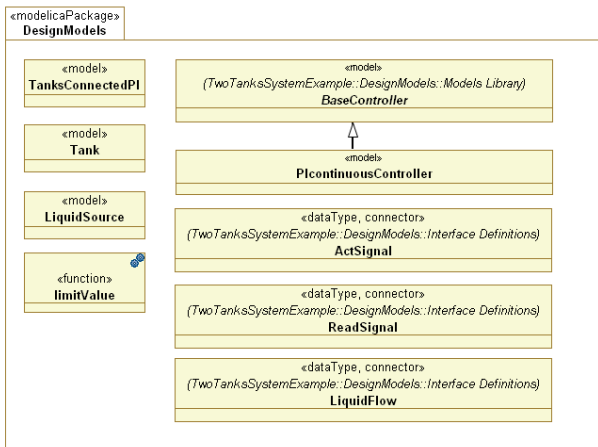 «modelicaPackage»
DesignModels
«model»
TanksConnectedPI
«model»
Tank
«model»
LiquidSource
«function»
limitValue
«model»
(TwoTanksSystemExample::DesignModels::Models Library)
BaseController
«model»
PIcontinuousController
«dataType, connector»
(TwoTanksSystemExample::DesignModels::Interface Definitions)
ActSignal
«dataType, connector»
(TwoTanksSystemExample::DesignModels::Interface Definitions)
ReadSignal
«dataType, connector»
(TwoTanksSystemExample::DesignModels::Interface Definitions)
LiquidFlow